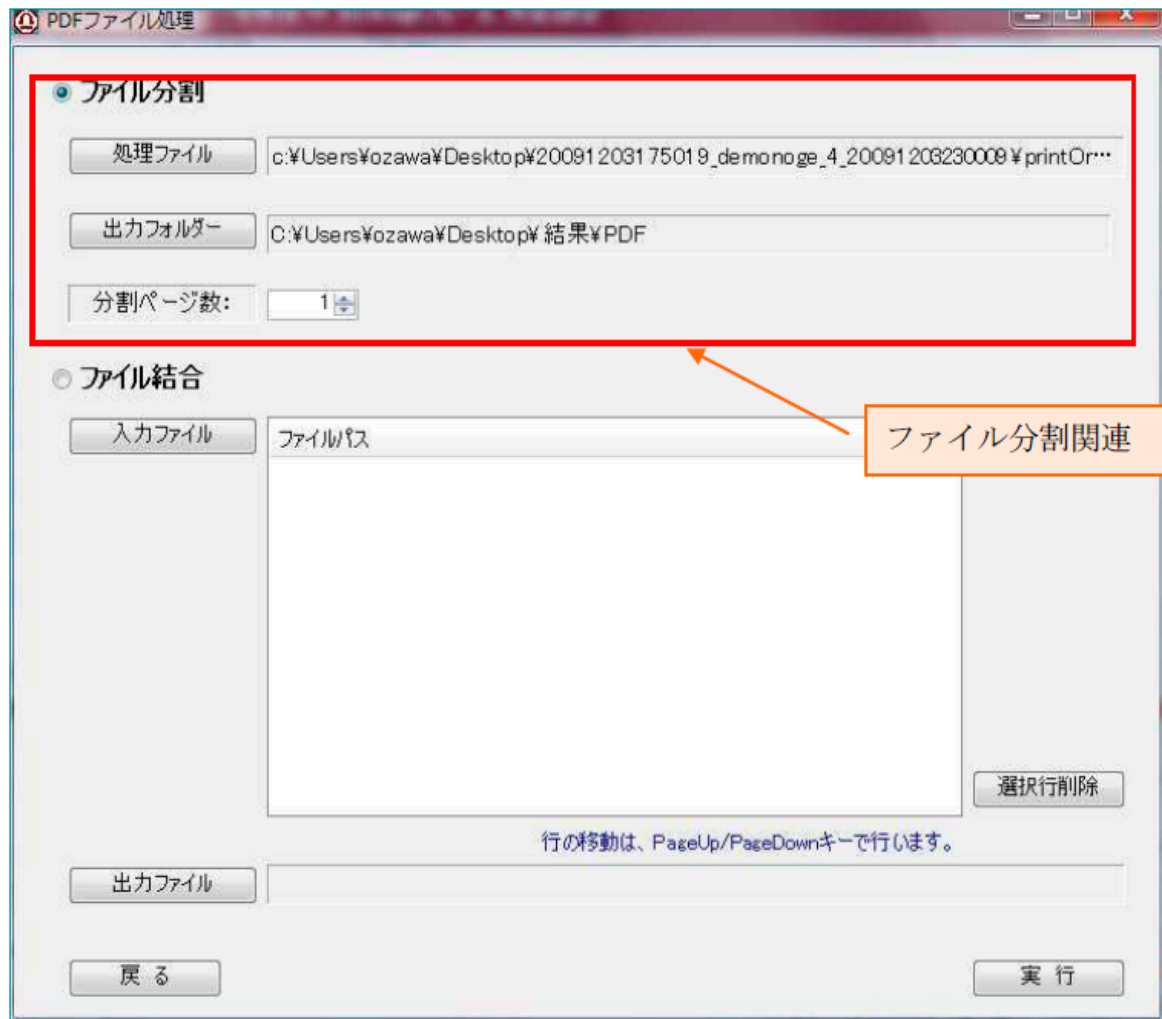 PDFファイル処理
ファイル分割
処理ファイル
c:¥Users¥ozawa¥Desktop¥20091203175019_demonoge_4_20091203230009¥printOr…
出力フォルダー
C:¥Users¥ozawa¥Desktop¥結果¥PDF
分割ページ数:
1
ファイル結合
ファイル分割関連
入力ファイル
ファイルパス
選択行削除
行の移動は、PageUp/PageDownキーで行います。
出力ファイル
戻 る
実 行